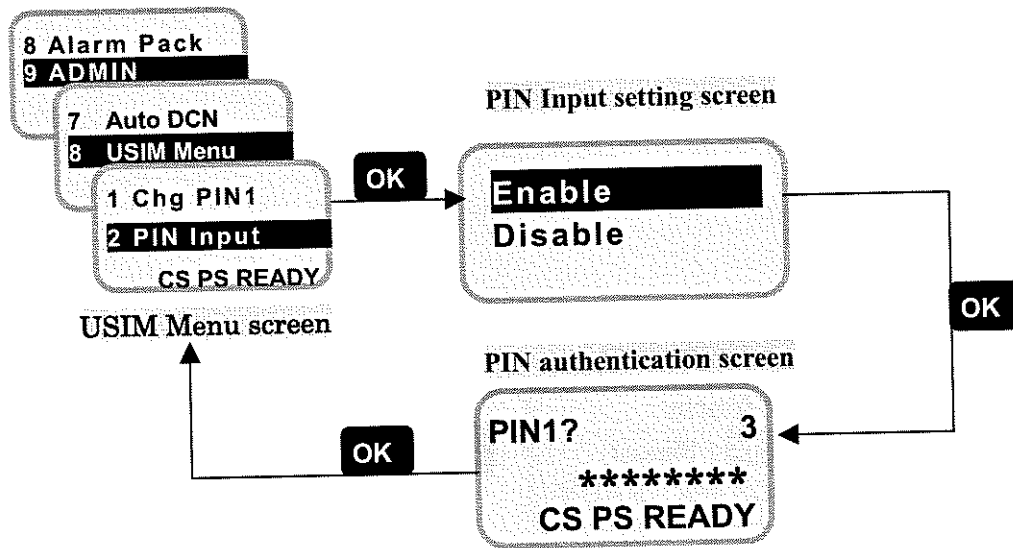 8 Alarm Pack
9 ADMIN
7 Auto DCN
8 USIM Menu
1 Chg PIN1
2 PIN Input
CS PS READY
USIM Menu screen
OK
PIN Input setting screen
Enable
Disable
OK
PIN authentication screen
PIN1? 3
********
CS PS READY
OK